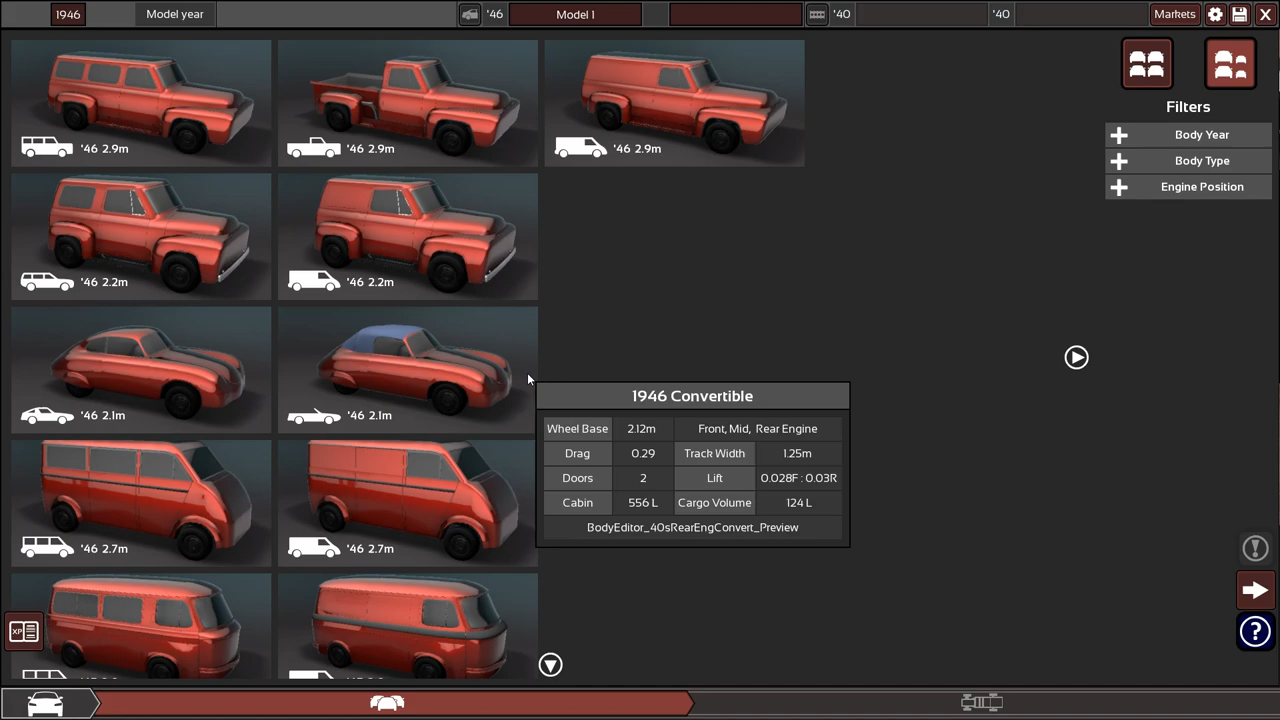 1946
Model year
'46
Model 1
'40
'40
Markets
'46 2.9m
'46 2.9m
'46 2.9m
Filters
Body Year
Body Type
Engine Position
'46 2.2m
'46 2.2m
'46 2.1m
'46 2.1m
1946 Convertible
Wheel Base 2.12m Front, Mid, Rear Engine
Drag 0.29 Track Width 1.25m
Doors 2 Lift 0.028F : 0.03R
Cabin 556 L Cargo Volume 124 L
BodyEditor_40sRearEngConvert_Preview
'46 2.7m
'46 2.7m
XP
?